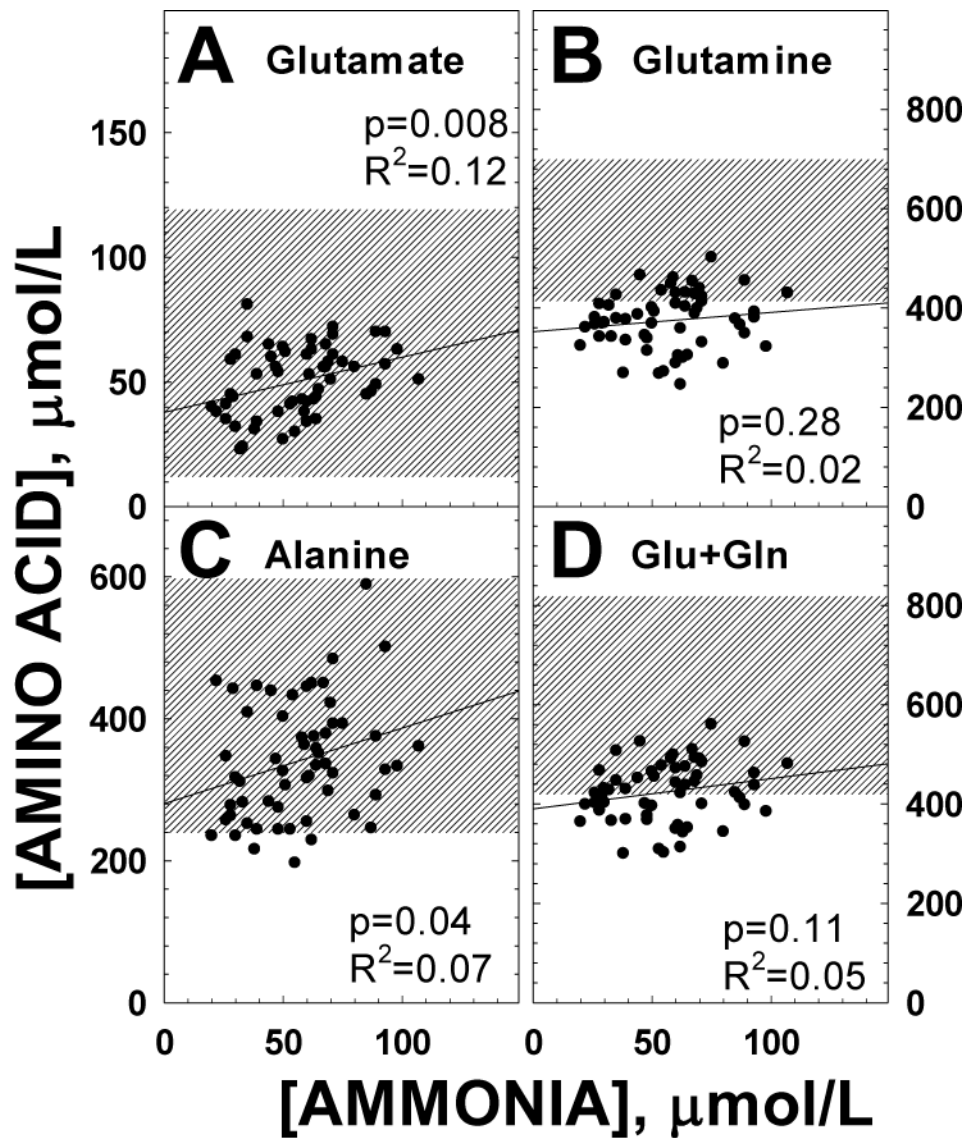 A Glutamate
p=0.008
R²=0.12
B Glutamine
p=0.28
R²=0.02
C Alanine
p=0.04
R²=0.07
D Glu+Gln
p=0.11
R²=0.05
[AMINO ACID], μmol/L
150
100
50
0
600
400
200
0
800
600
400
200
0
800
600
400
200
0
0 50 100
0 50 100
[AMMONIA], μmol/L